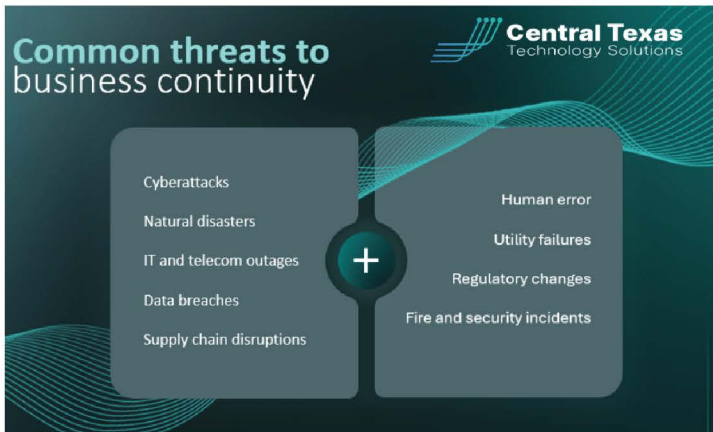 Common threats to
business continuity
Central Texas
Technology Solutions
Cyberattacks
Natural disasters
IT and telecom outages
Data breaches
Supply chain disruptions
+
Human error
Utility failures
Regulatory changes
Fire and security incidents